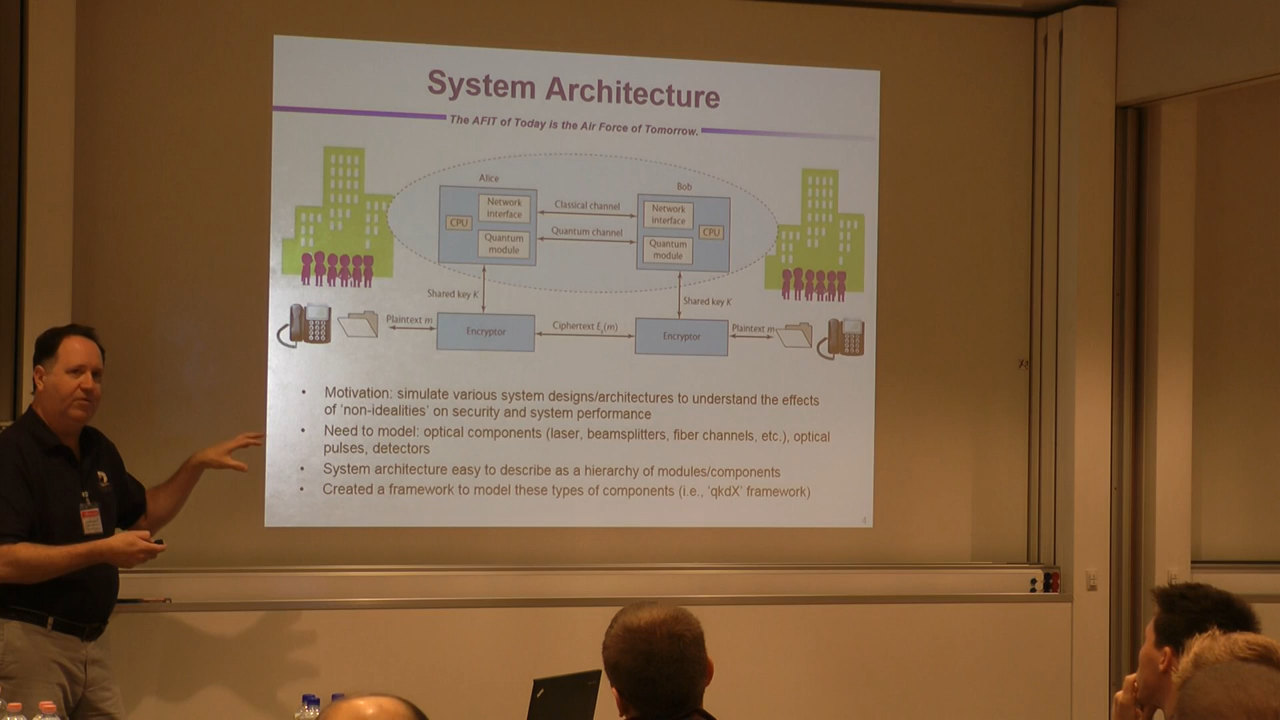 System Architecture
The AFIT of Today is the Air Force of Tomorrow.
Alice
Bob
Network
interface
CPU
Quantum
module
Classical channel
Quantum channel
Network
interface
CPU
Quantum
module
Shared key K
Shared key K
Plaintext m
Encryptor
Ciphertext Eₖ(m)
Encryptor
Plaintext m
• Motivation: simulate various system designs/architectures to understand the effects
of 'non-idealities' on security and system performance
• Need to model: optical components (laser, beamsplitters, fiber channels, etc.), optical
pulses, detectors
• System architecture easy to describe as a hierarchy of modules/components
• Created a framework to model these types of components (i.e., 'qkdX' framework)
4